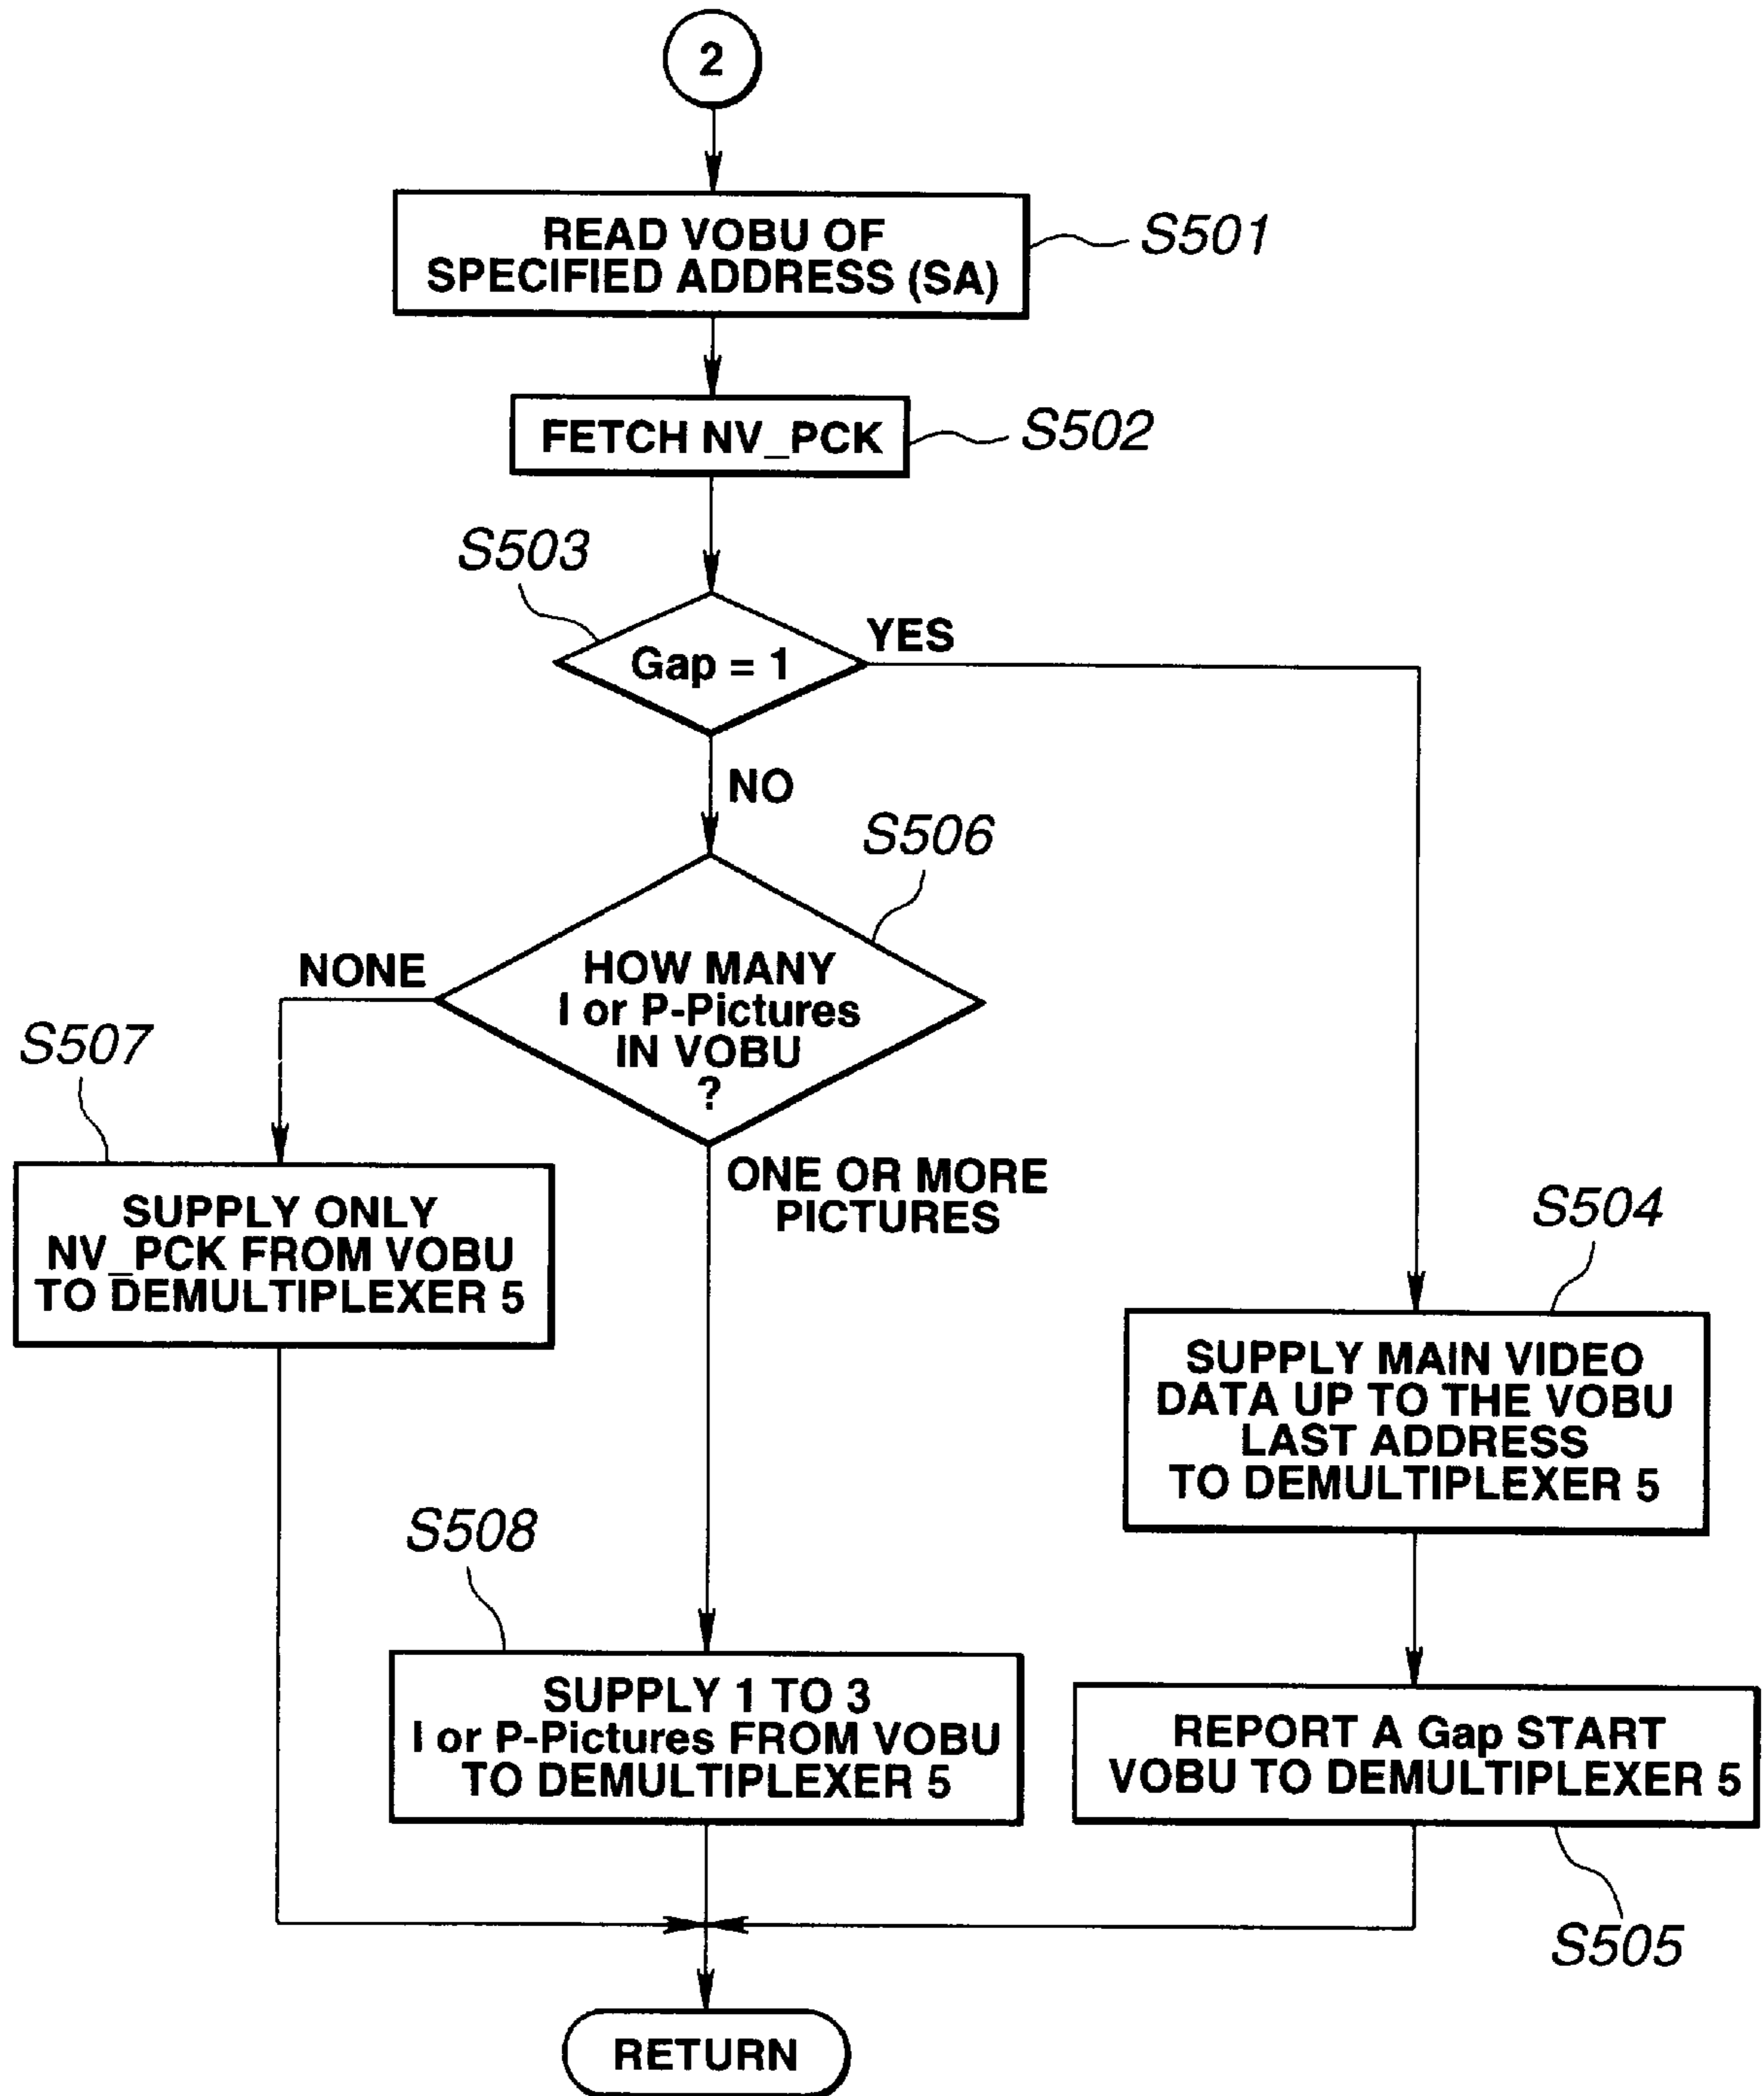 2
READ VOBU OF
SPECIFIED ADDRESS (SA)
S501
FETCH NV_PCK
S502
S503
Gap = 1
YES
NO
S506
HOW MANY
I or P-Pictures
IN VOBU
?
NONE
S507
SUPPLY ONLY
NV_PCK FROM VOBU
TO DEMULTIPLEXER 5
ONE OR MORE
PICTURES
S504
SUPPLY MAIN VIDEO
DATA UP TO THE VOBU
LAST ADDRESS
TO DEMULTIPLEXER 5
S508
SUPPLY 1 TO 3
I or P-Pictures FROM VOBU
TO DEMULTIPLEXER 5
REPORT A Gap START
VOBU TO DEMULTIPLEXER 5
S505
RETURN